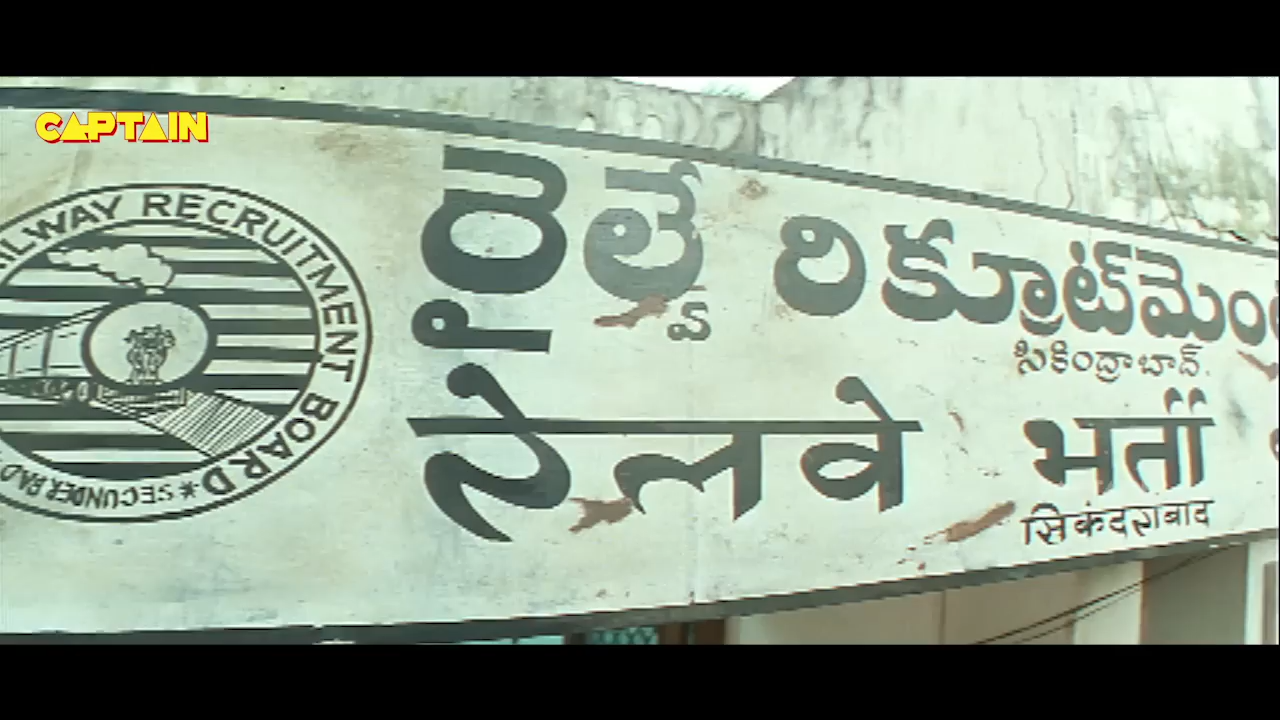 CAPTAIN
RAILWAY RECRUITMENT BOARD
* SECUNDERABAD
రైల్వే రిక్రూట్‌మెం
సికింద్రాబాద్.
रेलवे भर्ती
सिकंदराबाद